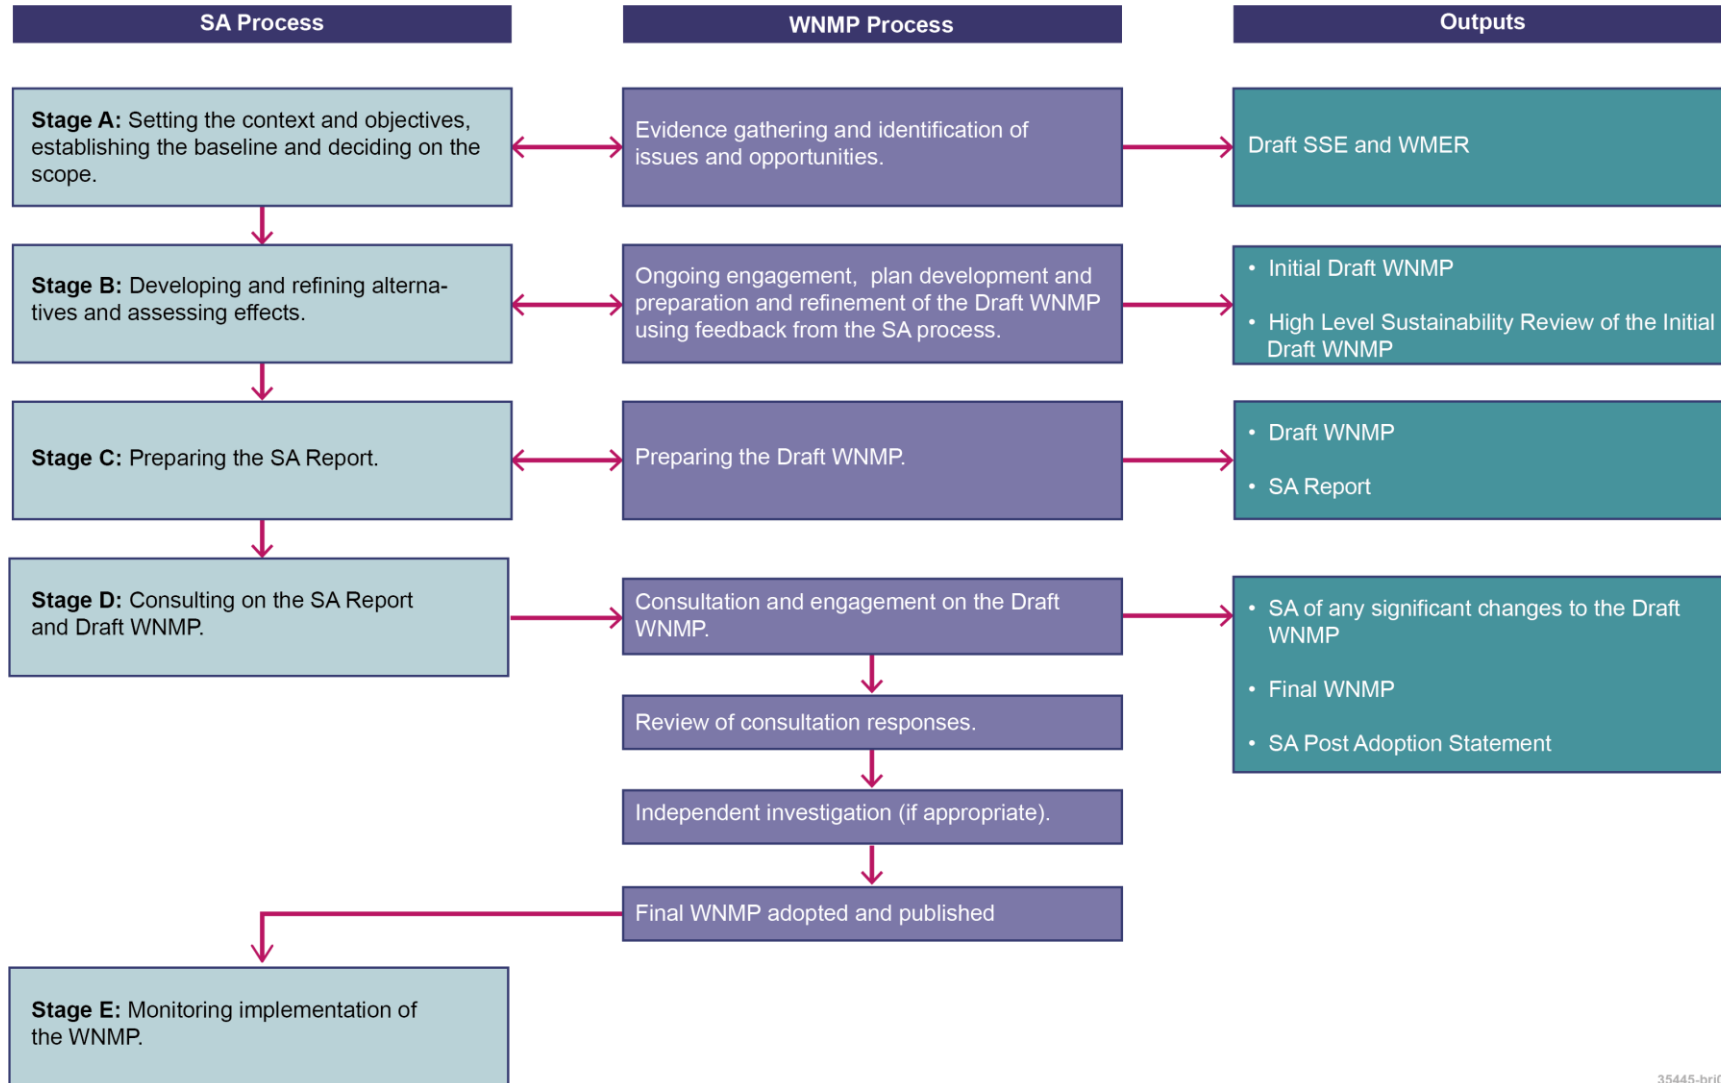 SA Process
WNMP Process
Outputs
Stage A: Setting the context and objectives,
establishing the baseline and deciding on the
scope.
Evidence gathering and identification of
issues and opportunities.
Draft SSE and WMER
Stage B: Developing and refining alterna-
tives and assessing effects.
Ongoing engagement, plan development and
preparation and refinement of the Draft WNMP
using feedback from the SA process.
• Initial Draft WNMP
• High Level Sustainability Review of the Initial
Draft WNMP
Stage C: Preparing the SA Report.
Preparing the Draft WNMP.
• Draft WNMP
• SA Report
Stage D: Consulting on the SA Report
and Draft WNMP.
Consultation and engagement on the Draft
WNMP.
• SA of any significant changes to the Draft
WNMP
• Final WNMP
• SA Post Adoption Statement
Review of consultation responses.
Independent investigation (if appropriate).
Final WNMP adopted and published
Stage E: Monitoring implementation of
the WNMP.